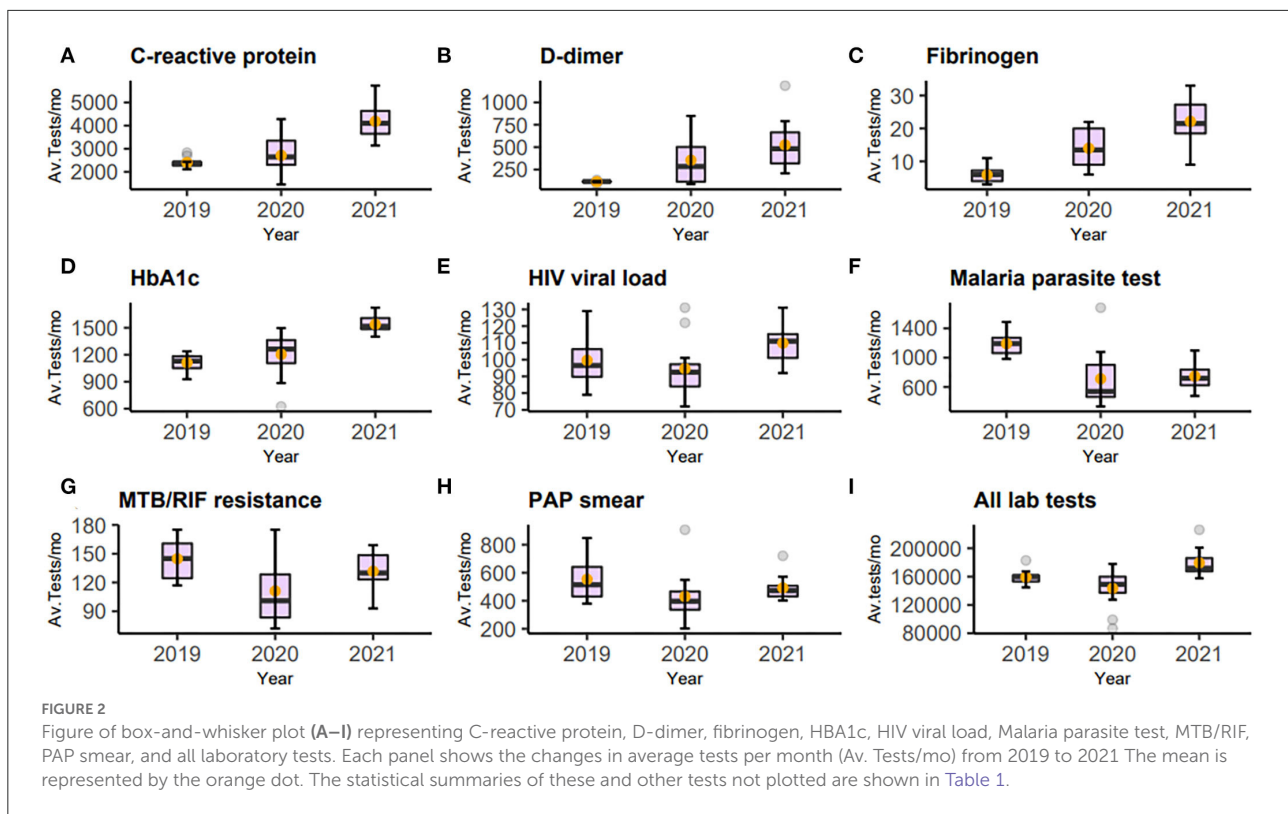 A C-reactive protein
Av.Tests/mo
5000
4000
3000
2000
2019 2020 2021
Year
B D-dimer
Av.Tests/mo
1000
750
500
250
2019 2020 2021
Year
C Fibrinogen
Av.Tests/mo
30
20
10
2019 2020 2021
Year
D HbA1c
Av.Tests/mo
1500
1200
900
600
2019 2020 2021
Year
E HIV viral load
Av.Tests/mo
130
120
110
100
90
80
70
2019 2020 2021
Year
F Malaria parasite test
Av.Tests/mo
1400
1000
600
2019 2020 2021
Year
G MTB/RIF resistance
Av.Tests/mo
180
150
120
90
2019 2020 2021
Year
H PAP smear
Av.Tests/mo
800
600
400
200
2019 2020 2021
Year
I All lab tests
Av.tests/mo
200000
160000
120000
80000
2019 2020 2021
Year
FIGURE 2
Figure of box-and-whisker plot (A–I) representing C-reactive protein, D-dimer, fibrinogen, HBA1c, HIV viral load, Malaria parasite test, MTB/RIF,
PAP smear, and all laboratory tests. Each panel shows the changes in average tests per month (Av. Tests/mo) from 2019 to 2021 The mean is
represented by the orange dot. The statistical summaries of these and other tests not plotted are shown in Table 1.